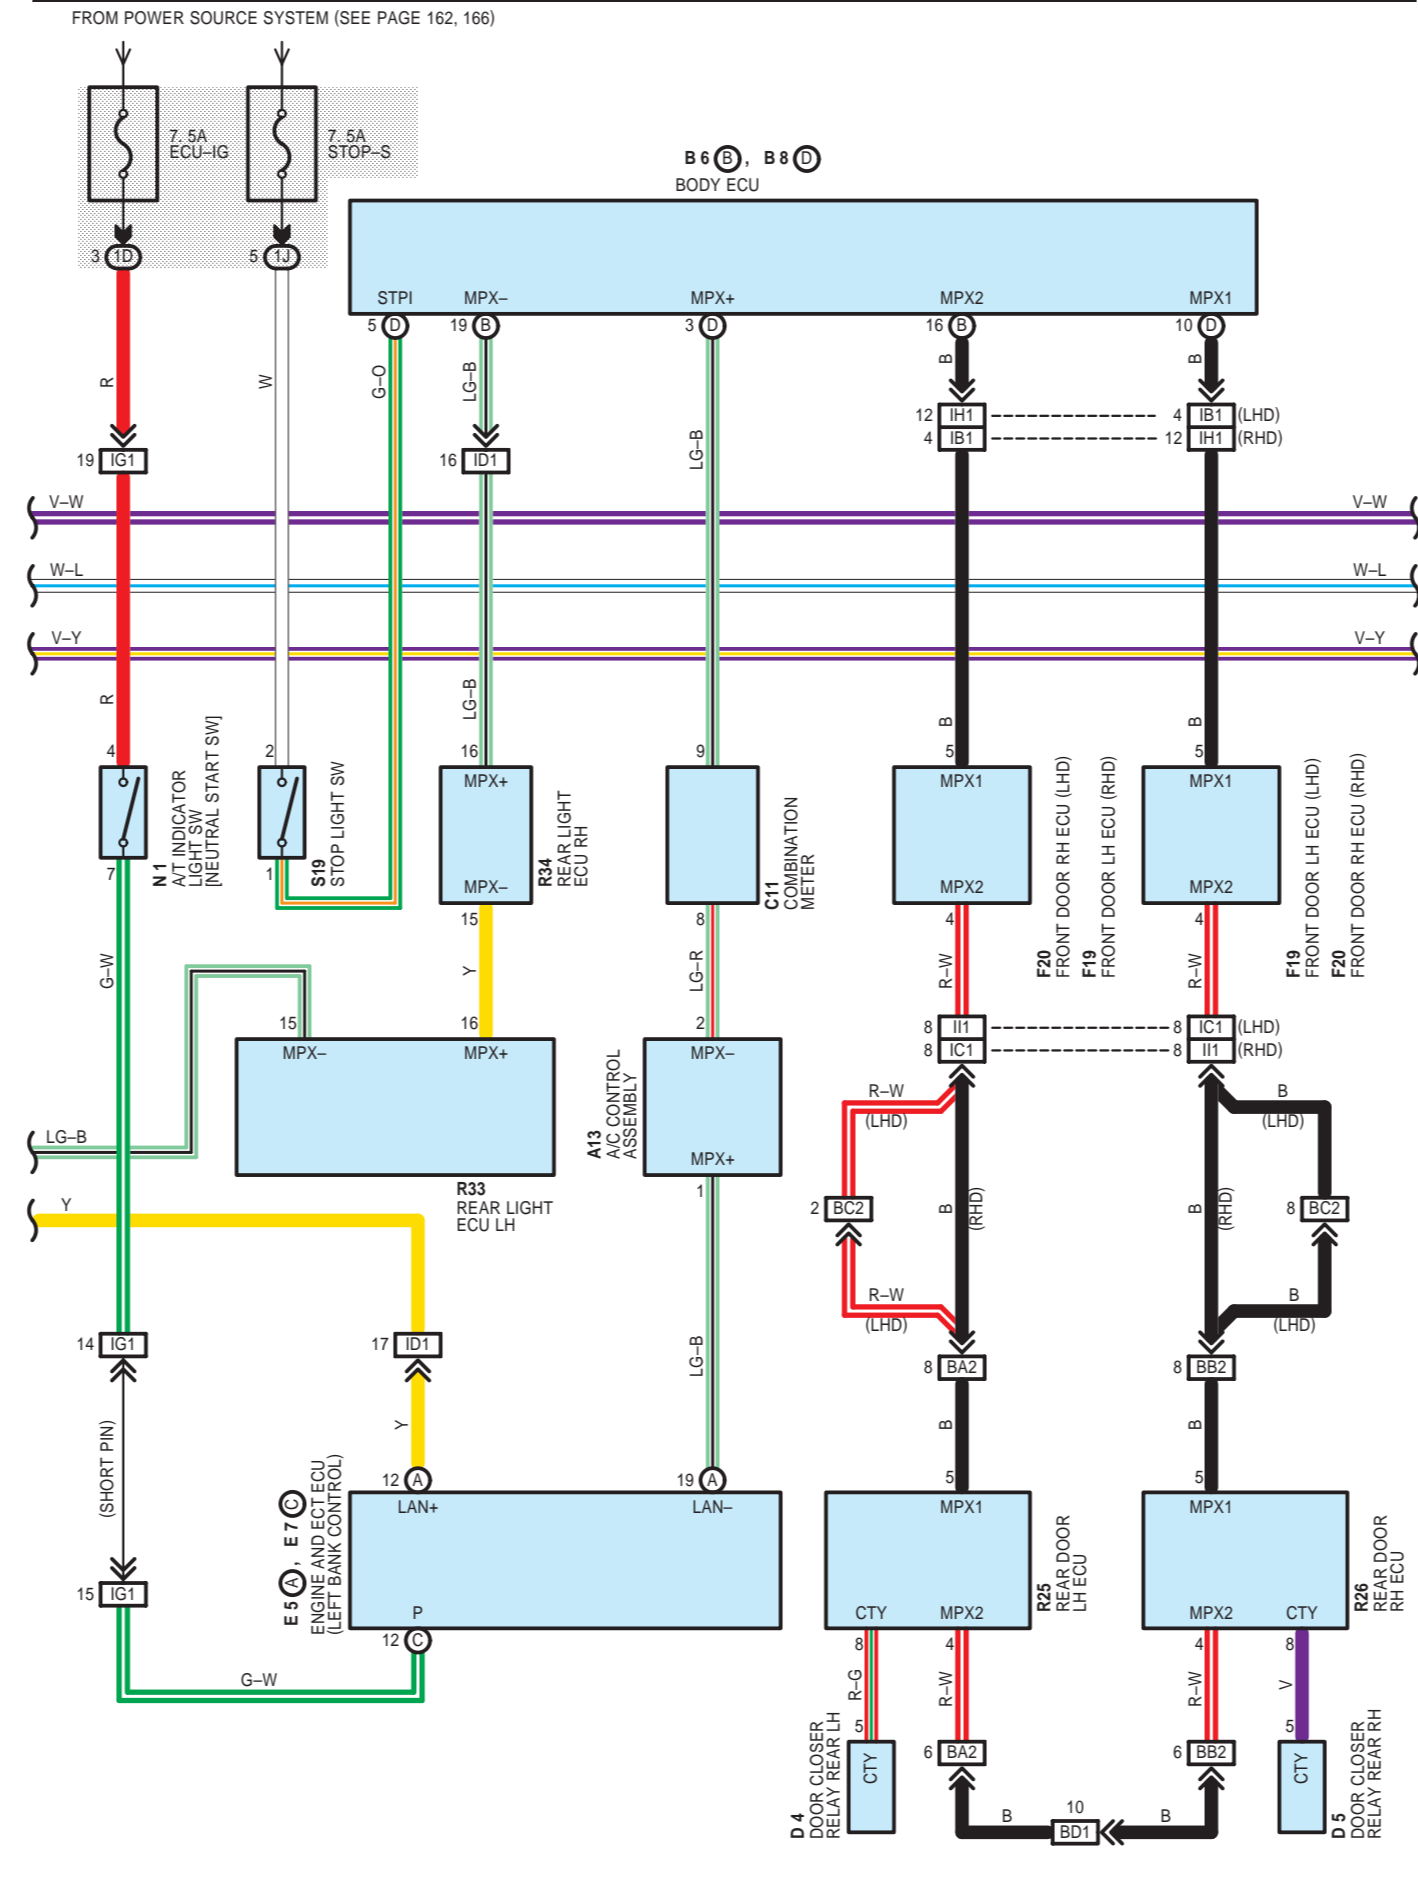 FROM POWER SOURCE SYSTEM (SEE PAGE 162, 166)
7. 5A
ECU–IG
7. 5A
STOP–S
3 1D
5 1J
B 6 B , B 8 D
BODY ECU
STPI
MPX–
MPX+
MPX2
MPX1
5 D
19 B
3 D
16 B
10 D
R
W
G–O
LG–B
LG–B
B
B
12 IH1
4 IB1 (LHD)
4 IB1
12 IH1 (RHD)
19 IG1
16 ID1
V–W
V–W
W–L
W–L
V–Y
V–Y
R
LG–B
B
B
4
2
16
9
5
5
MPX+
MPX1
MPX1
MPX–
MPX2
MPX2
7
1
15
8
4
4
N 1
A/T INDICATOR
LIGHT SW
[NEUTRAL START SW]
S19
STOP LIGHT SW
R34
REAR LIGHT
ECU RH
C11
COMBINATION
METER
F20
FRONT DOOR RH ECU (LHD)
F19
FRONT DOOR LH ECU (RHD)
F19
FRONT DOOR LH ECU (LHD)
F20
FRONT DOOR RH ECU (RHD)
G–W
Y
LG–R
R–W
R–W
15
16
2
MPX–
MPX+
MPX–
8 II1
8 IC1 (LHD)
8 IC1
8 II1 (RHD)
A13
A/C CONTROL
ASSEMBLY
MPX+
1
R–W
(LHD)
B
(LHD)
LG–B
R33
REAR LIGHT
ECU LH
Y
2 BC2
B
(RHD)
B
(RHD)
8 BC2
R–W
(LHD)
B
(LHD)
14 IG1
17 ID1
LG–B
8 BA2
8 BB2
(SHORT PIN)
Y
B
B
12 A
19 A
5
5
LAN+
LAN–
MPX1
MPX1
E 5 A , E 7 C
ENGINE AND ECT ECU
(LEFT BANK CONTROL)
R25
REAR DOOR
LH ECU
R26
REAR DOOR
RH ECU
15 IG1
P
CTY
MPX2
MPX2
CTY
12 C
8
4
4
8
G–W
R–G
R–W
R–W
V
5
5
D 4
DOOR CLOSER
RELAY REAR LH
CTY
6 BA2
6 BB2
CTY
D 5
DOOR CLOSER
RELAY REAR RH
B
10
BD1
B